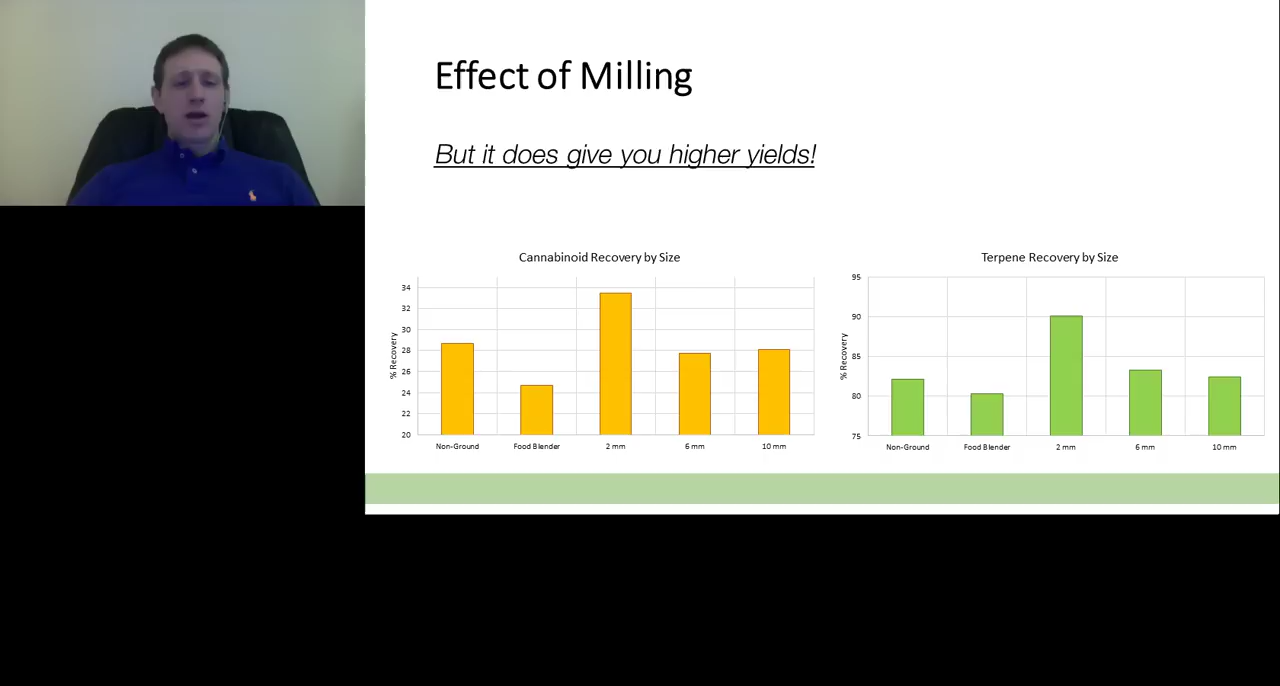 Effect of Milling
But it does give you higher yields!
Cannabinoid Recovery by Size
% Recovery
34
32
30
28
26
24
22
20
Non-Ground Food Blender 2 mm 6 mm 10 mm
Terpene Recovery by Size
% Recovery
95
90
85
80
75
Non-Ground Food Blender 2 mm 6 mm 10 mm